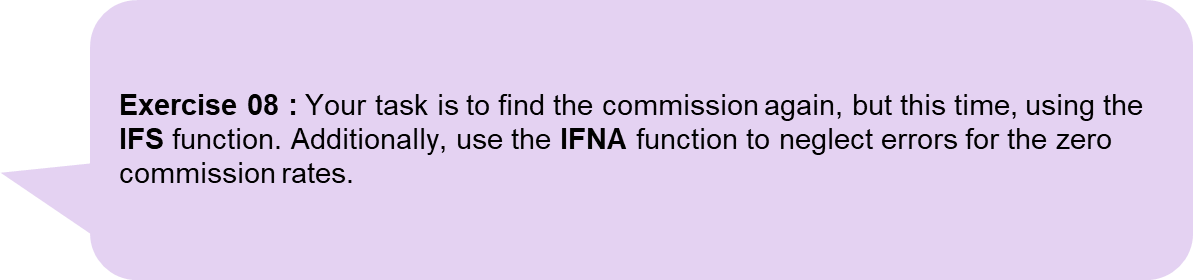 Exercise 08 : Your task is to find the commission again, but this time, using the
IFS function. Additionally, use the IFNA function to neglect errors for the zero
commission rates.